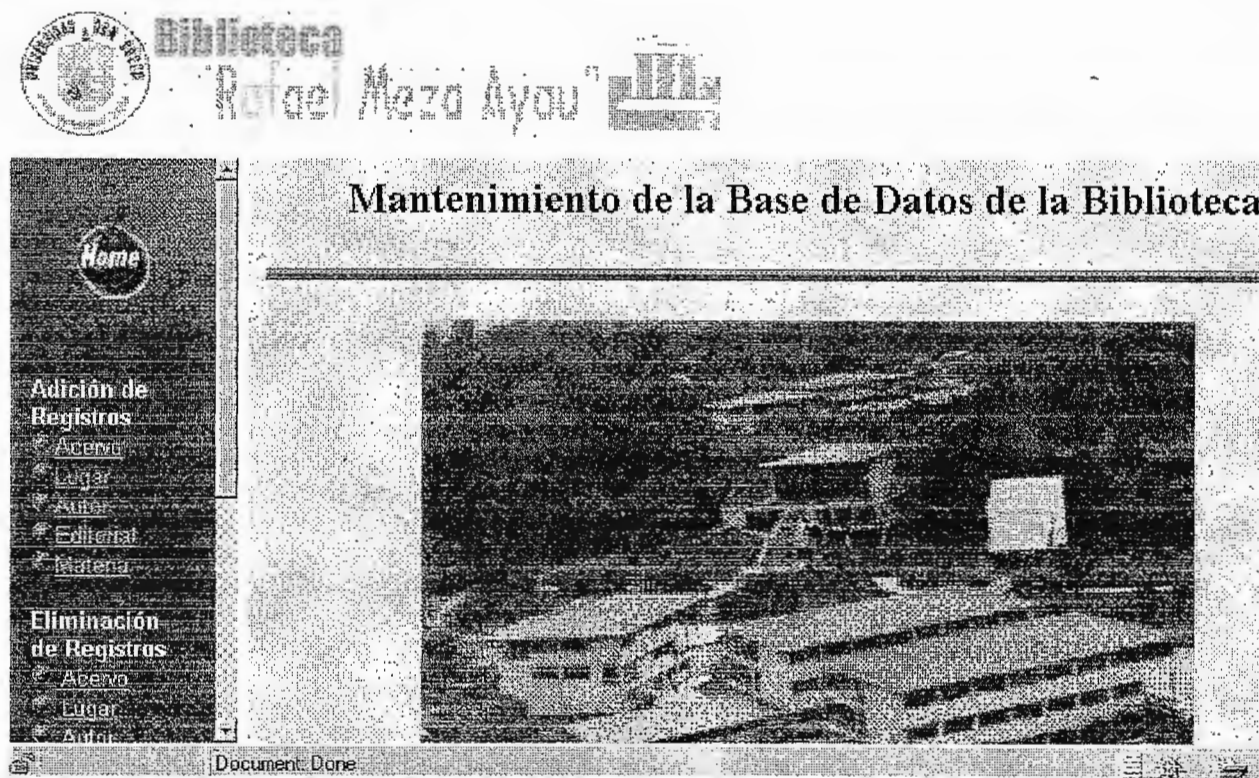 Biblioteca
"Rafael Meza Ayau"
Mantenimiento de la Base de Datos de la Biblioteca
Home
Adición de
Registros
Acervo
Lugar
Autor
Editorial
Materia
Eliminación
de Registros
Acervo
Lugar
Autor
Document: Done